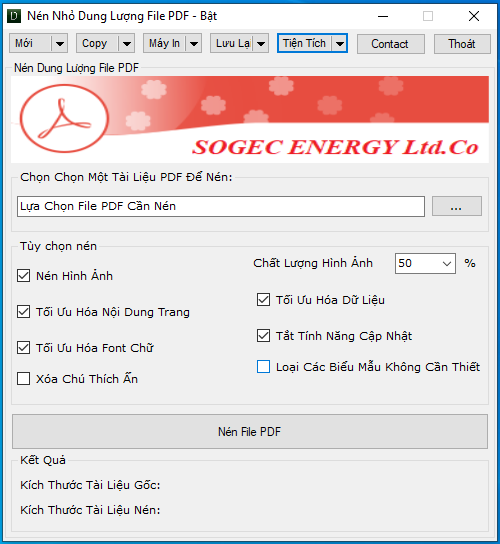 Nén Nhỏ Dung Lượng File PDF - Bật
Mới Copy Máy In Lưu Lại Tiện Tích Contact Thoát
Nén Dung Lượng File PDF
SOGEC ENERGY Ltd.Co
Chọn Chọn Một Tài Liệu PDF Để Nén:
Lựa Chọn File PDF Cần Nén ...
Tùy chọn nén
Chất Lượng Hình Ảnh 50 %
Nén Hình Ảnh
Tối Ưu Hóa Dữ Liệu
Tối Ưu Hóa Nội Dung Trang
Tắt Tính Năng Cập Nhật
Tối Ưu Hóa Font Chữ
Loại Các Biểu Mẫu Không Cần Thiết
Xóa Chú Thích Ẩn
Nén File PDF
Kết Quả
Kích Thước Tài Liệu Gốc:
Kích Thước Tài Liệu Nén: